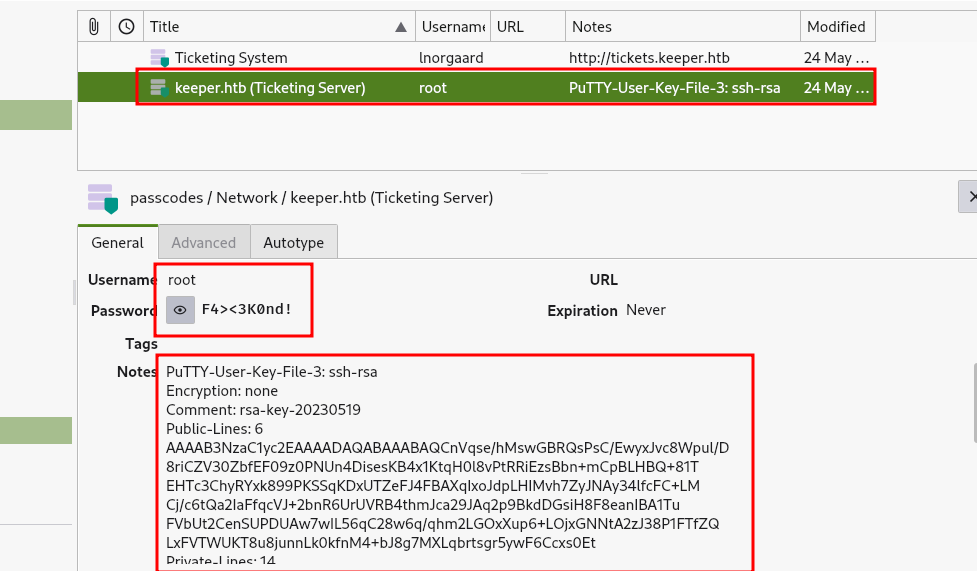 Title Username URL Notes Modified
Ticketing System lnorgaard http://tickets.keeper.htb 24 May ...
keeper.htb (Ticketing Server) root PuTTY-User-Key-File-3: ssh-rsa 24 May ...
passcodes / Network / keeper.htb (Ticketing Server)
General Advanced Autotype
Username root URL
Password F4><3K0nd! Expiration Never
Tags
Notes PuTTY-User-Key-File-3: ssh-rsa
Encryption: none
Comment: rsa-key-20230519
Public-Lines: 6
AAAAB3NzaC1yc2EAAAADAQABAAABAQCnVqse/hMswGBRQsPsC/EwyxJvc8Wpul/D
8riCZV30ZbfEF09z0PNUn4DisesKB4x1KtqH0l8vPtRRiEzsBbn+mCpBLHBQ+81T
EHTc3ChyRYxk899PKSSqKDxUTZeFJ4FBAXqIxoJdpLHIMvh7ZyJNAy34lfcFC+LM
Cj/c6tQa2IaFfqcVJ+2bnR6UrUVRB4thmJca29JAq2p9BkdDGsiH8F8eanIBA1Tu
FVbUt2CenSUPDUAw7wIL56qC28w6q/qhm2LGOxXup6+LOjxGNNtA2zJ38P1FTfZQ
LxFVTWUKT8u8junnLk0kfnM4+bJ8g7MXLqbrtsgr5ywF6Ccxs0Et
Private-Lines: 14